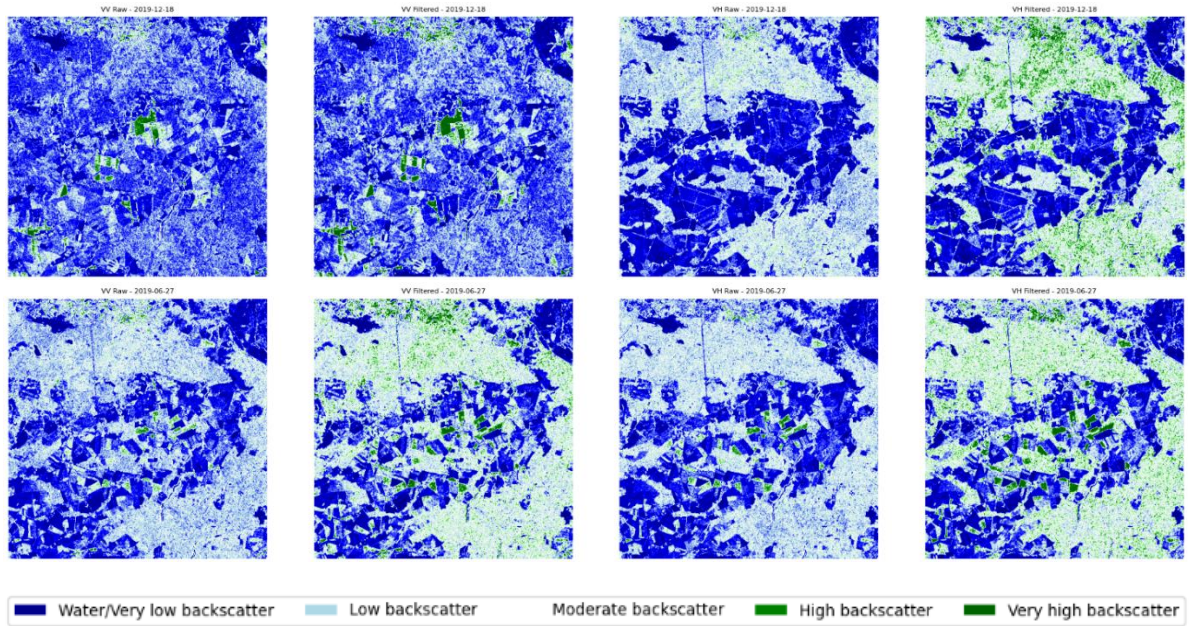 VV Raw - 2019-12-18
VV Filtered - 2019-12-18
VH Raw - 2019-12-18
VH Filtered - 2019-12-18
VV Raw - 2019-06-27
VV Filtered - 2019-06-27
VH Raw - 2019-06-27
VH Filtered - 2019-06-27
Water/Very low backscatter Low backscatter Moderate backscatter High backscatter Very high backscatter